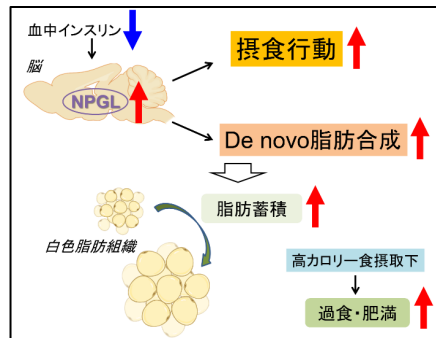 血中インスリン
脳
NPGL
摂食行動
De novo脂肪合成
脂肪蓄積
白色脂肪組織
高カロリー食摂取下
過食・肥満